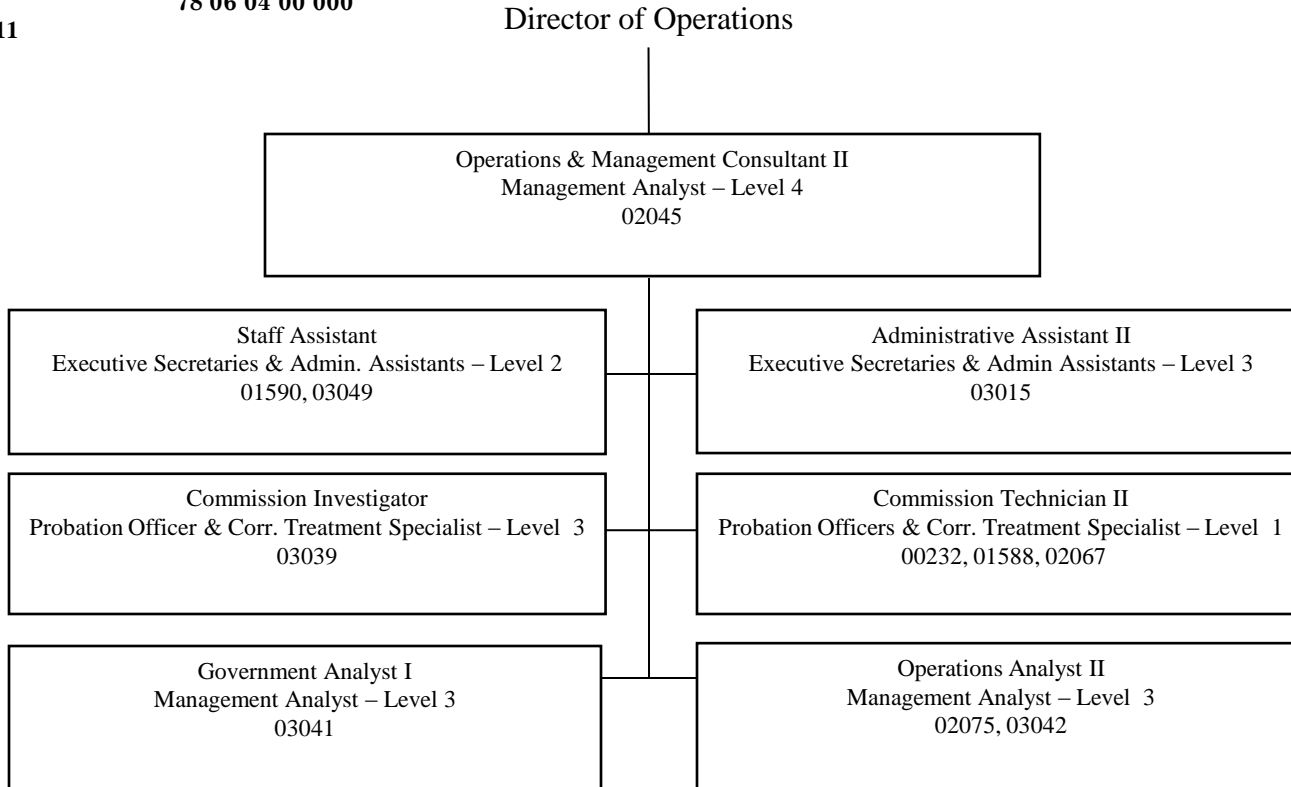 78 06 04 00 000
11
Director of Operations
Operations & Management Consultant II
Management Analyst – Level 4
02045
Staff Assistant
Executive Secretaries & Admin. Assistants – Level 2
01590, 03049
Administrative Assistant II
Executive Secretaries & Admin Assistants – Level 3
03015
Commission Investigator
Probation Officer & Corr. Treatment Specialist – Level 3
03039
Commission Technician II
Probation Officers & Corr. Treatment Specialist – Level 1
00232, 01588, 02067
Government Analyst I
Management Analyst – Level 3
03041
Operations Analyst II
Management Analyst – Level 3
02075, 03042